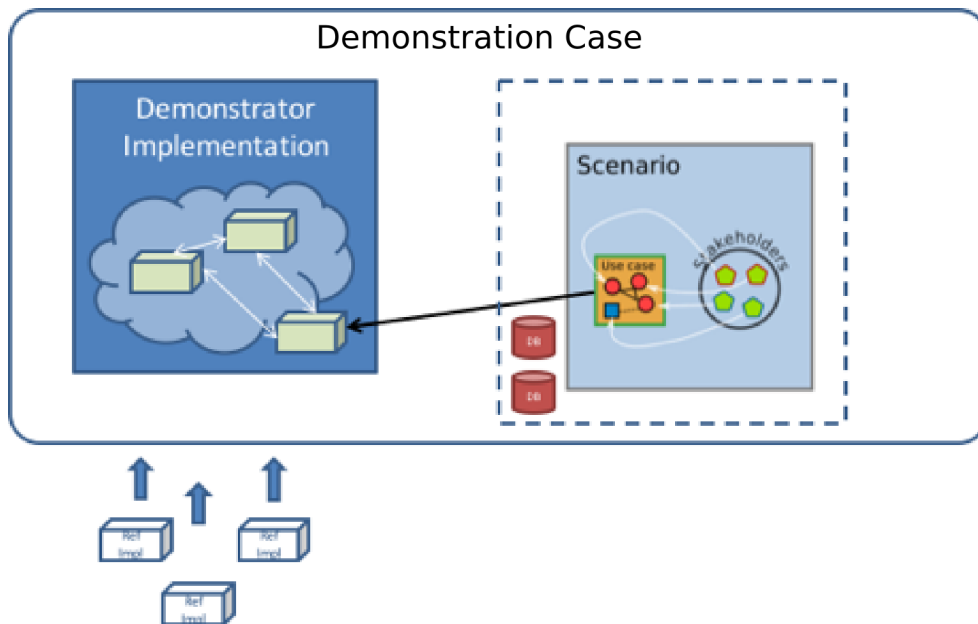 Demonstration Case
Demonstrator
Implementation
Scenario
Stakeholders
Use case
DB
DB
Ref
Impl
Ref
Impl
Ref
Impl